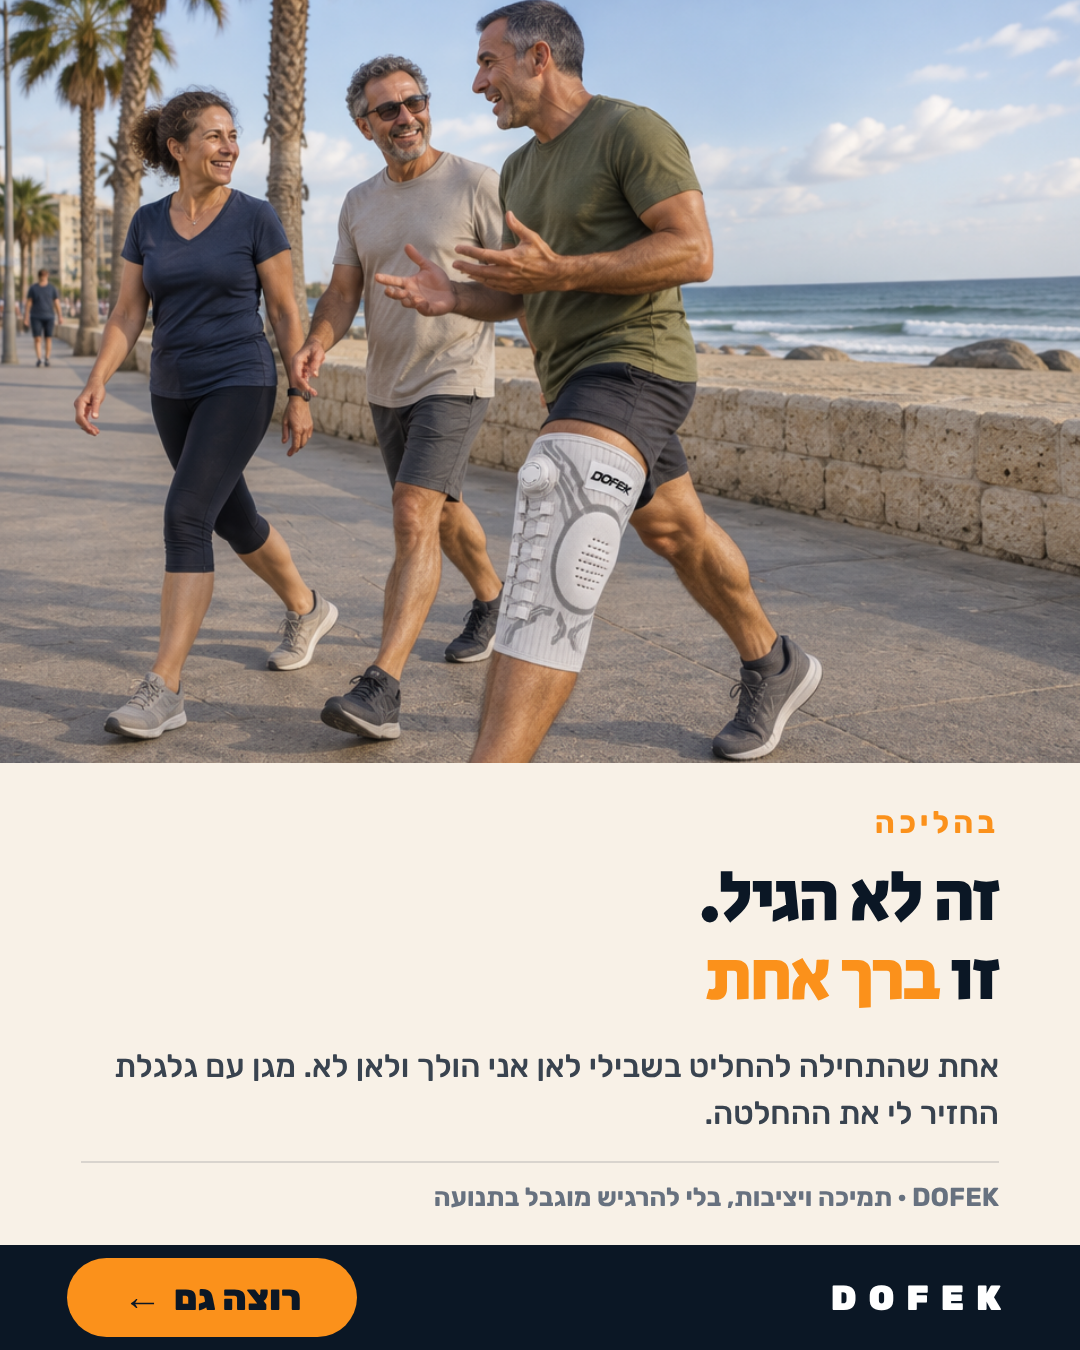 DOFEK
בהליכה
זה לא הגיל.
זו ברך אחת
אחת שהתחילה להחליט בשבילי לאן אני הולך ולאן לא. מגן עם גלגלת
החזיר לי את ההחלטה.
DOFEK • תמיכה ויציבות, בלי להרגיש מוגבל בתנועה
DOFEK
רוצה גם ←